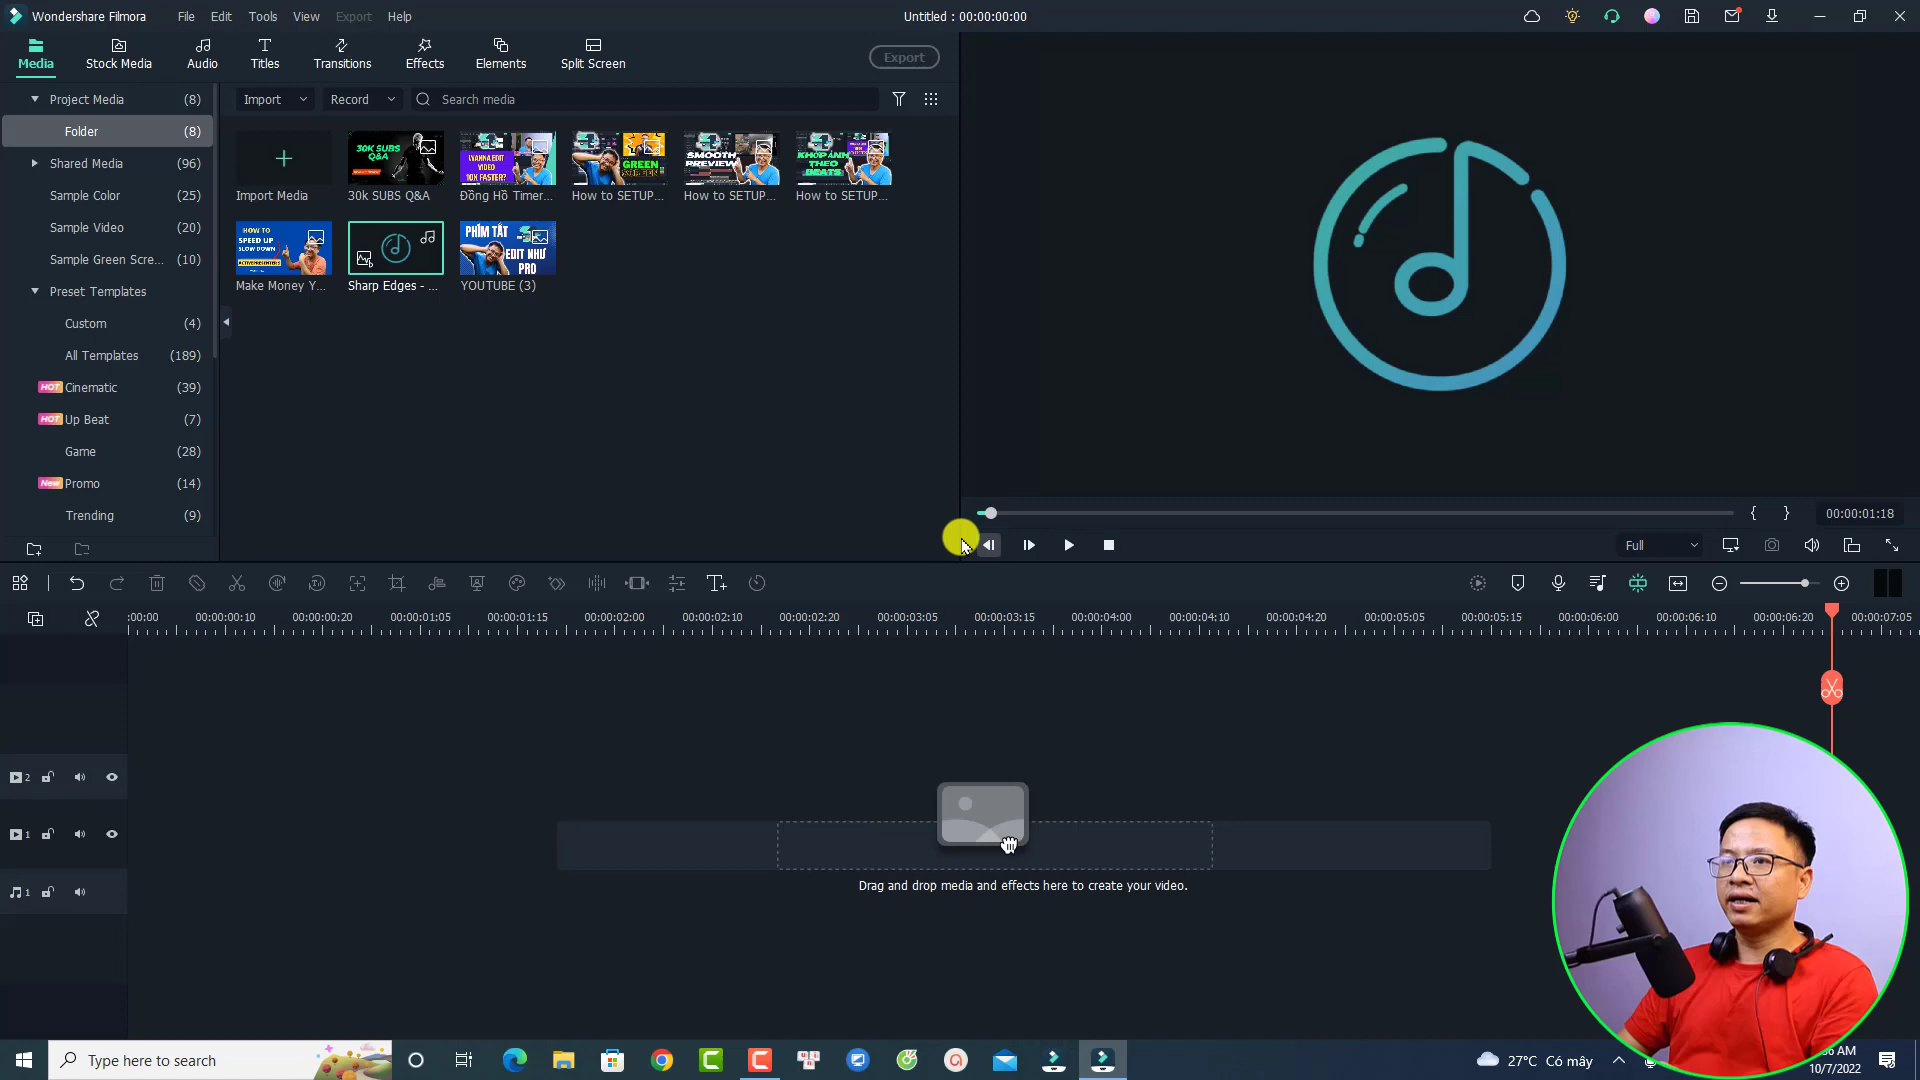 Wondershare Filmora File Edit Tools View Export Help Untitled : 00:00:00:00
Media Stock Media Audio Titles Transitions Effects Elements Split Screen Export
Project Media (8)
Folder (8)
Shared Media (96)
Sample Color (25)
Sample Video (20)
Sample Green Scre... (10)
Preset Templates
Custom (4)
All Templates (189)
HOT Cinematic (39)
HOT Up Beat (7)
Game (28)
New Promo (14)
Trending (9)
Import Record Search media
30K SUBS
Q&A
WANNA EDIT
VIDEO
10X FASTER?
GREEN
SMOOTH
PREVIEW
KHỚP ẢNH
THEO
BEATS
Import Media 30k SUBS Q&A Đồng Hồ Timer... How to SETUP... How to SETUP... How to SETUP...
HOW TO
SPEED UP
SLOW DOWN
ACTIVEPRESENTER
PHÍM TẮT
EDIT NHƯ
PRO
Make Money Y... Sharp Edges - ... YOUTUBE (3)
{ } 00:00:01:18
Full
:00:00 00:00:00:10 00:00:00:20 00:00:01:05 00:00:01:15 00:00:02:00 00:00:02:10 00:00:02:20 00:00:03:05 00:00:03:15 00:00:04:00 00:00:04:10 00:00:04:20 00:00:05:05 00:00:05:15 00:00:06:00 00:00:06:10 00:00:06:20 00:00:07:05
2
1
1
Drag and drop media and effects here to create your video.
Type here to search
27°C Có mây
36 AM
10/7/2022